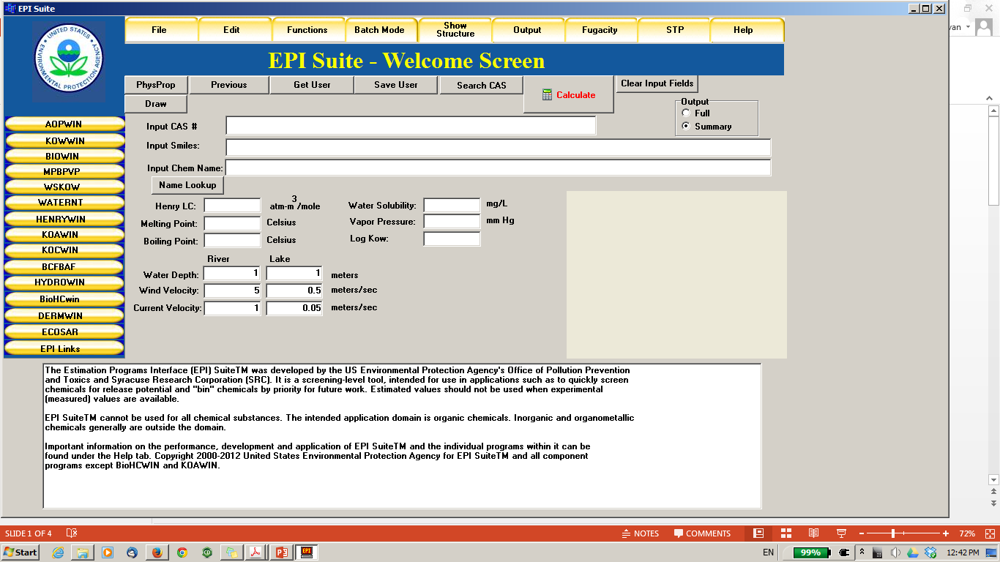 EPI Suite
van
UNITED STATES ENVIRONMENTAL PROTECTION AGENCY
File Edit Functions Batch Mode Show Structure Output Fugacity STP Help
EPI Suite - Welcome Screen
PhysProp Previous Get User Save User Search CAS Calculate Clear Input Fields
Draw
Output
Full
Summary
AOPWIN
KOWWIN
BIOWIN
MPBPVP
WSKOW
WATERNT
HENRYWIN
KOAWIN
KOCWIN
BCFBAF
HYDROWIN
BioHCwin
DERMWIN
ECOSAR
EPI Links
Input CAS #
Input Smiles:
Input Chem Name:
Name Lookup
Henry LC: atm-m3/mole Water Solubility: mg/L
Melting Point: Celsius Vapor Pressure: mm Hg
Boiling Point: Celsius Log Kow:
River Lake
Water Depth: 1 1 meters
Wind Velocity: 5 0.5 meters/sec
Current Velocity: 1 0.05 meters/sec
The Estimation Programs Interface (EPI) SuiteTM was developed by the US Environmental Protection Agency's Office of Pollution Prevention
and Toxics and Syracuse Research Corporation (SRC). It is a screening-level tool, intended for use in applications such as to quickly screen
chemicals for release potential and "bin" chemicals by priority for future work. Estimated values should not be used when experimental
(measured) values are available.
EPI SuiteTM cannot be used for all chemical substances. The intended application domain is organic chemicals. Inorganic and organometallic
chemicals generally are outside the domain.
Important information on the performance, development and application of EPI SuiteTM and the individual programs within it can be
found under the Help tab. Copyright 2000-2012 United States Environmental Protection Agency for EPI SuiteTM and all component
programs except BioHCWIN and KOAWIN.
SLIDE 1 OF 4 NOTES COMMENTS 72%
Start EPI EN 99% 12:42 PM